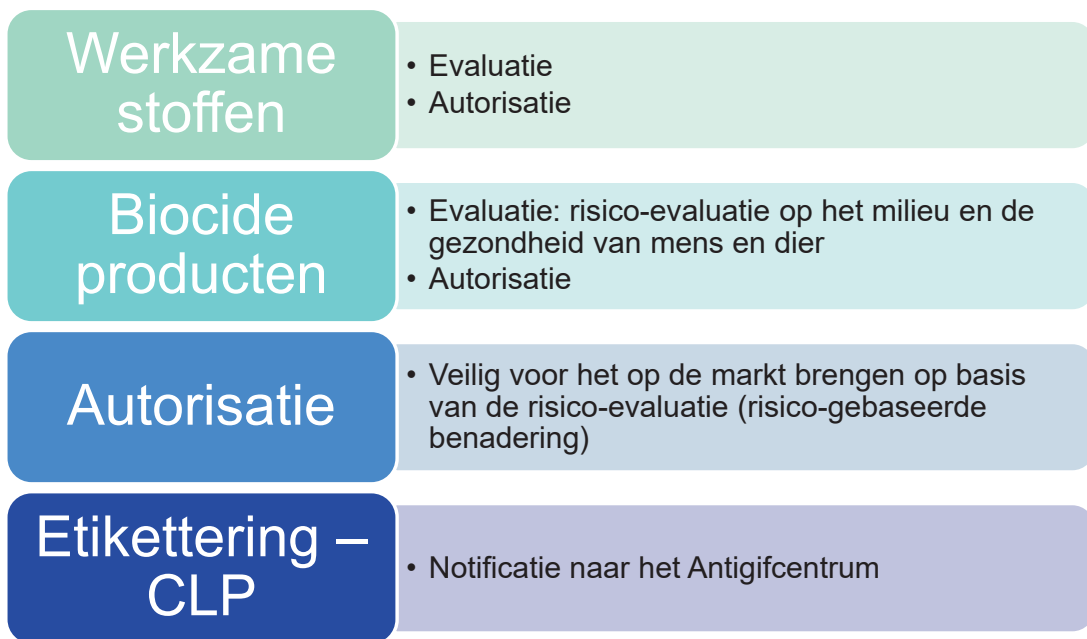 Werkzame
stoffen
• Evaluatie
• Autorisatie
Biocide
producten
• Evaluatie: risico-evaluatie op het milieu en de
gezondheid van mens en dier
• Autorisatie
Autorisatie
• Veilig voor het op de markt brengen op basis
van de risico-evaluatie (risico-gebaseerde
benadering)
Etikettering –
CLP
• Notificatie naar het Antigifcentrum